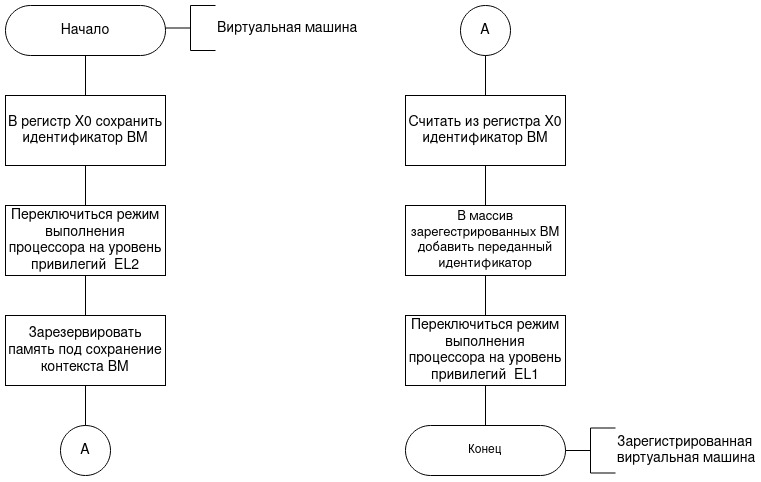 Начало
Виртуальная машина
В регистр X0 сохранить
идентификатор ВМ
Переключиться режим
выполнения
процессора на уровень
привилегий EL2
Зарезервировать
память под сохранение
контекста ВМ
А
А
Считать из регистра X0
идентификатор ВМ
В массив
зарегестрированных ВМ
добавить переданный
идентификатор
Переключиться режим
выполнения
процессора на уровень
привилегий EL1
Конец
Зарегистрированная
виртуальная машина